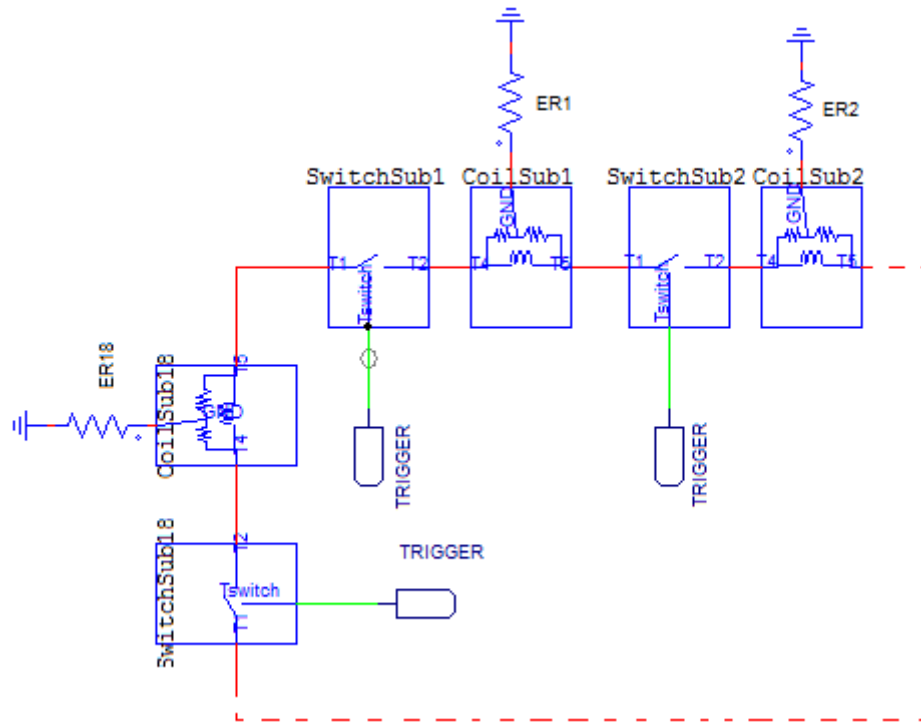 ER1
ER2
SwitchSub1
CoilSub1
SwitchSub2
CoilSub2
GND
GND
T1
T2
T4
T5
T1
T2
T4
T5
Tswitch
Tswitch
ER18
CoilSub18
T5
GND
T4
TRIGGER
TRIGGER
SwitchSub18
T2
Tswitch
T1
TRIGGER